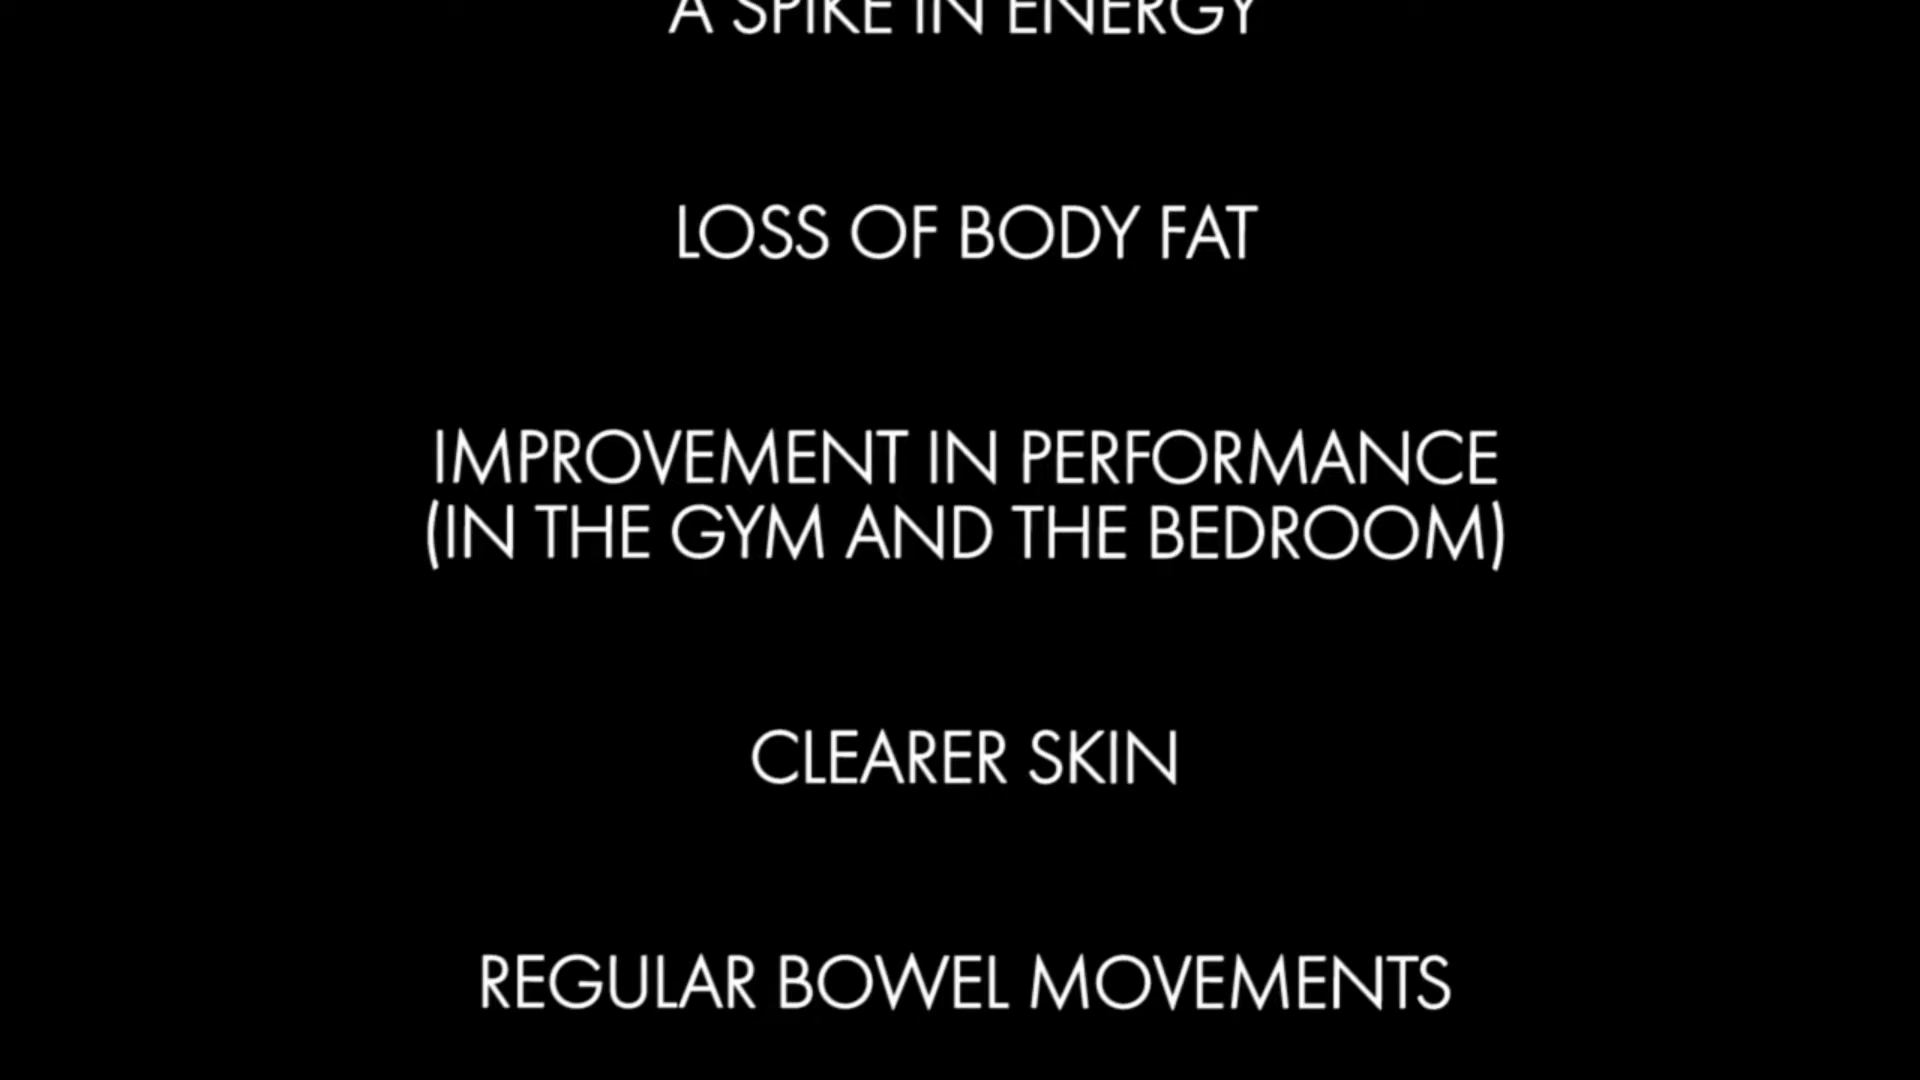 A SPIKE IN ENERGY
LOSS OF BODY FAT
IMPROVEMENT IN PERFORMANCE
(IN THE GYM AND THE BEDROOM)
CLEARER SKIN
REGULAR BOWEL MOVEMENTS